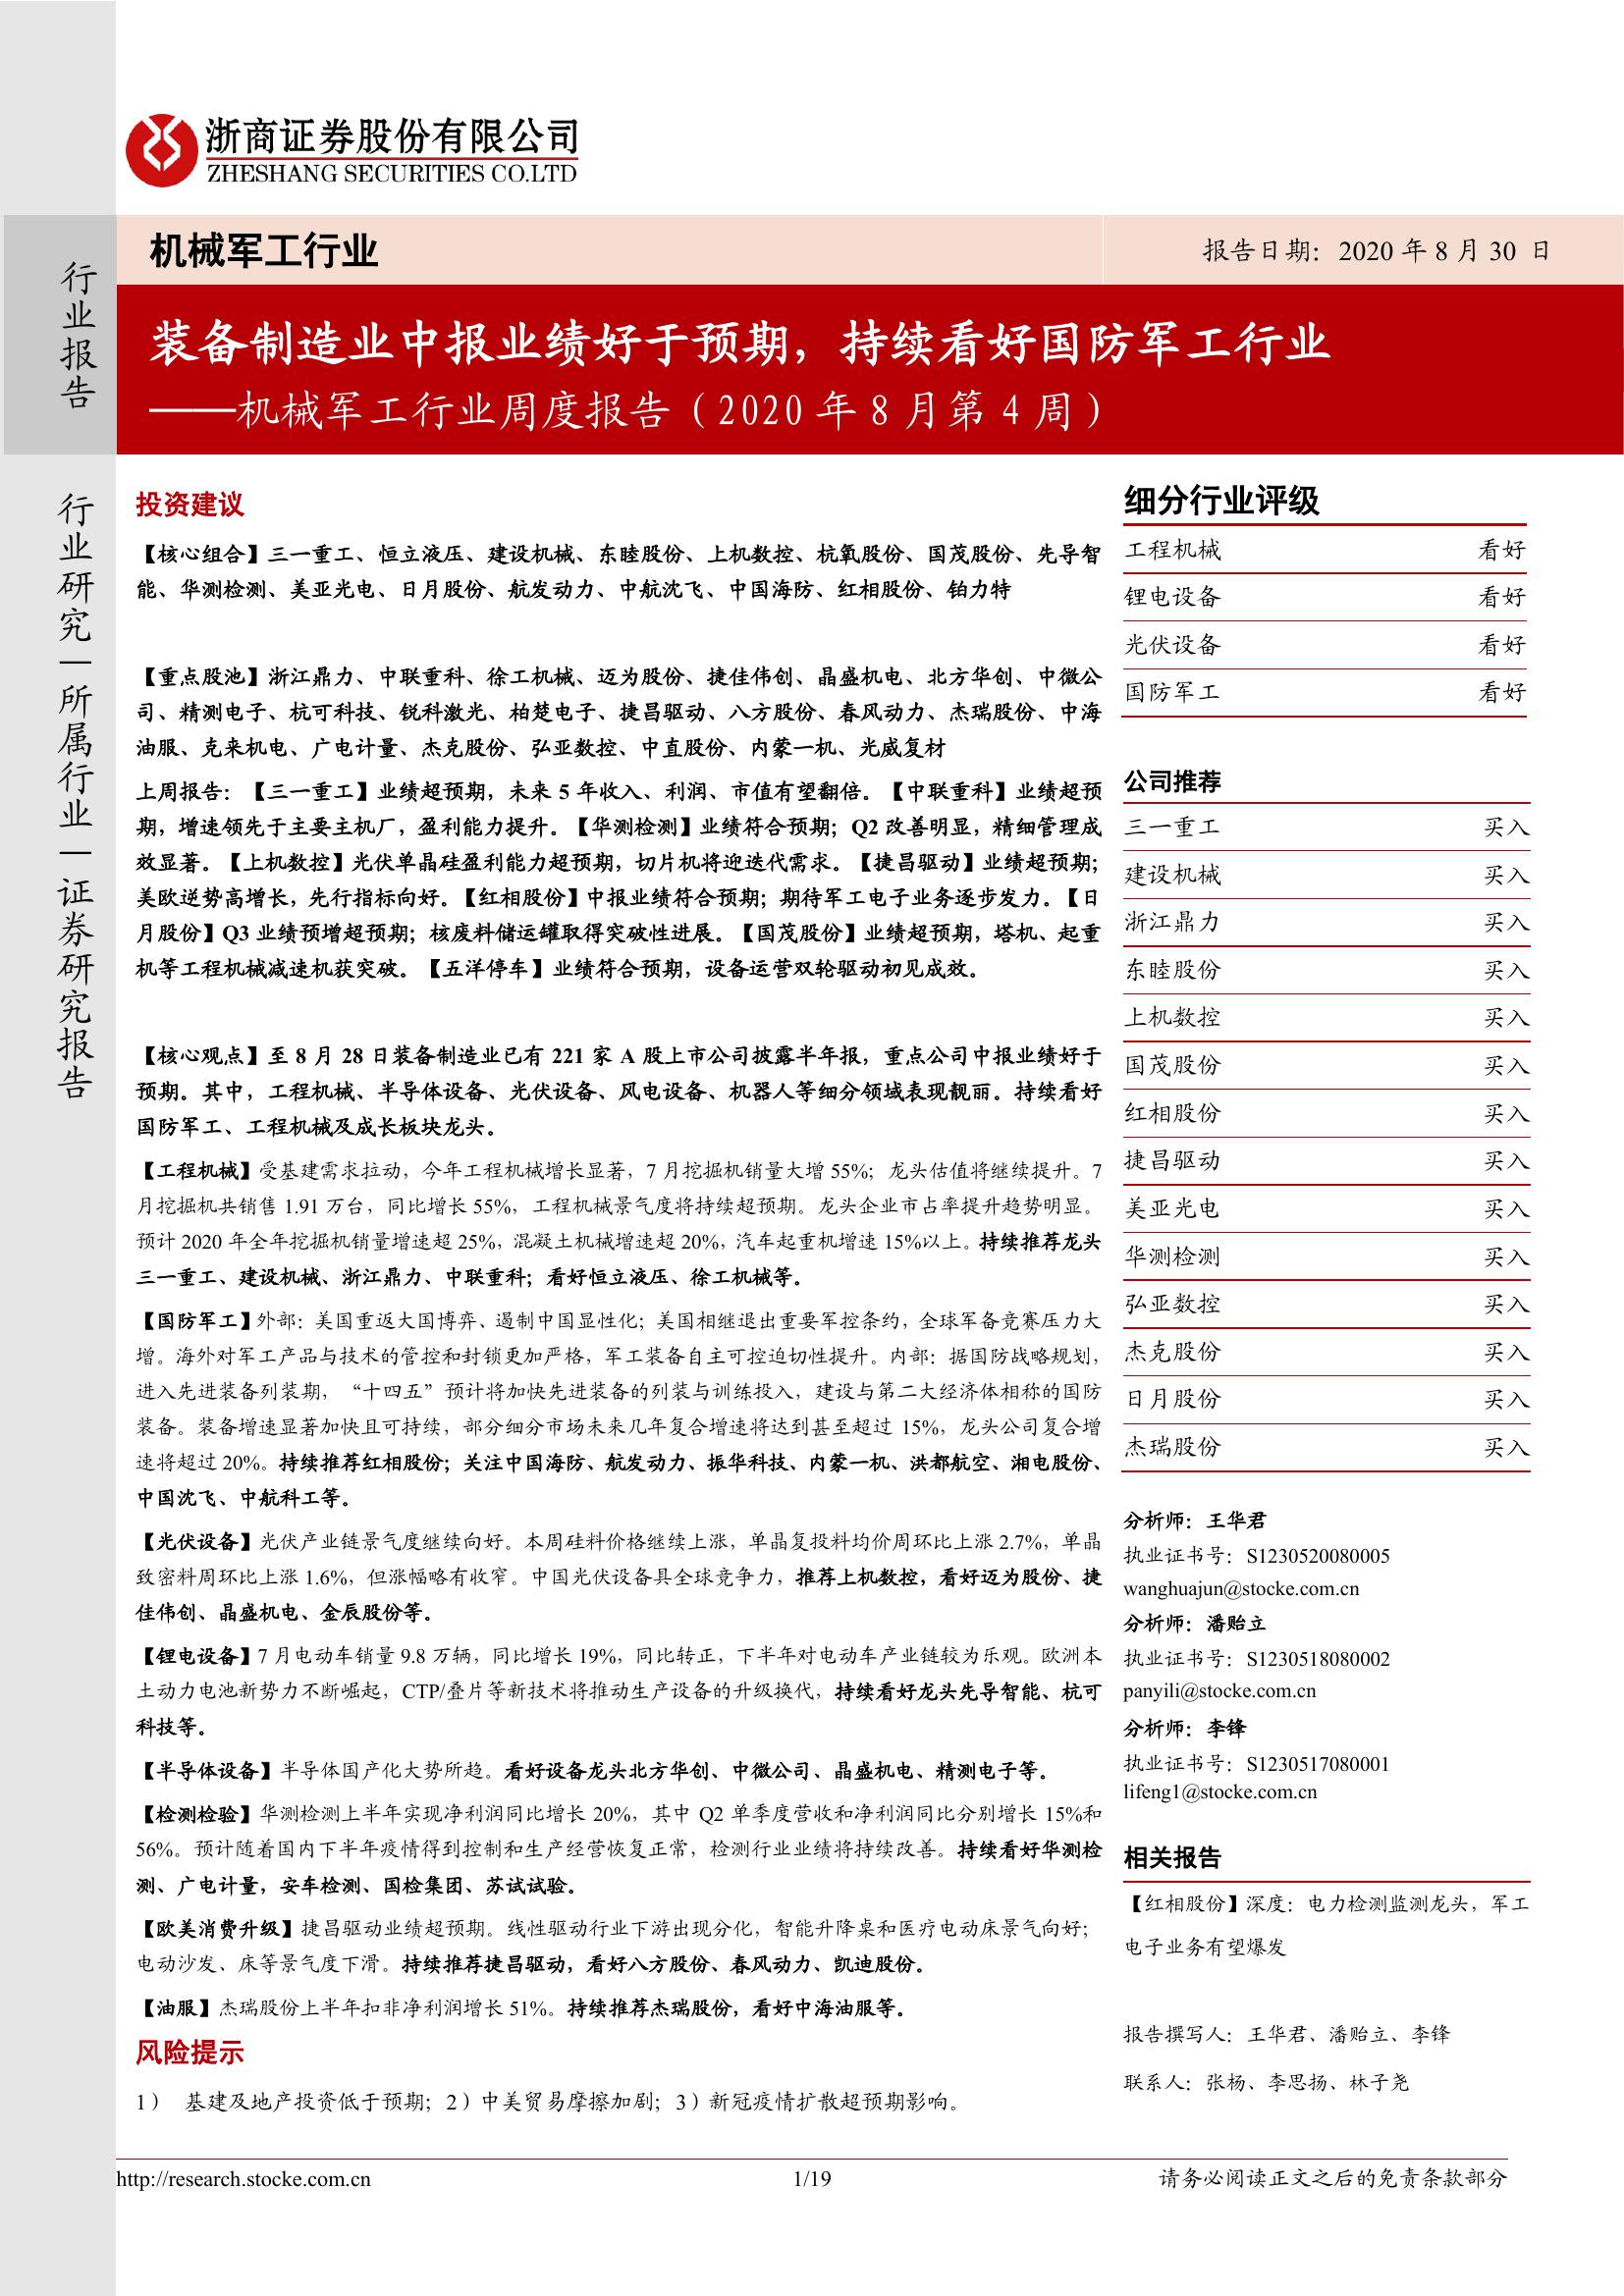 浙商证券股份有限公司
ZHESHANG SECURITIES CO.LTD
行业报告
行业研究|所属行业|证券研究报告
机械军工行业
报告日期：2020 年 8 月 30 日
装备制造业中报业绩好于预期，持续看好国防军工行业
——机械军工行业周度报告（2020 年 8 月第 4 周）
投资建议
【核心组合】三一重工、恒立液压、建设机械、东睦股份、上机数控、杭氧股份、国茂股份、先导智
能、华测检测、美亚光电、日月股份、航发动力、中航沈飞、中国海防、红相股份、铂力特
【重点股池】浙江鼎力、中联重科、徐工机械、迈为股份、捷佳伟创、晶盛机电、北方华创、中微公
司、精测电子、杭可科技、锐科激光、柏楚电子、捷昌驱动、八方股份、春风动力、杰瑞股份、中海
油服、克来机电、广电计量、杰克股份、弘亚数控、中直股份、内蒙一机、光威复材
上周报告：【三一重工】业绩超预期，未来 5 年收入、利润、市值有望翻倍。【中联重科】业绩超预
期，增速领先于主要主机厂，盈利能力提升。【华测检测】业绩符合预期；Q2 改善明显，精细管理成
效显著。【上机数控】光伏单晶硅盈利能力超预期，切片机将迎迭代需求。【捷昌驱动】业绩超预期；
美欧逆势高增长，先行指标向好。【红相股份】中报业绩符合预期；期待军工电子业务逐步发力。【日
月股份】Q3 业绩预增超预期；核废料储运罐取得突破性进展。【国茂股份】业绩超预期，塔机、起重
机等工程机械减速机获突破。【五洋停车】业绩符合预期，设备运营双轮驱动初见成效。
【核心观点】至 8 月 28 日装备制造业已有 221 家 A 股上市公司披露半年报，重点公司中报业绩好于
预期。其中，工程机械、半导体设备、光伏设备、风电设备、机器人等细分领域表现靓丽。持续看好
国防军工、工程机械及成长板块龙头。
【工程机械】受基建需求拉动，今年工程机械增长显著，7 月挖掘机销量大增 55%；龙头估值将继续提升。7
月挖掘机共销售 1.91 万台，同比增长 55%，工程机械景气度将持续超预期。龙头企业市占率提升趋势明显。
预计 2020 年全年挖掘机销量增速超 25%，混凝土机械增速超 20%，汽车起重机增速 15%以上。持续推荐龙头
三一重工、建设机械、浙江鼎力、中联重科；看好恒立液压、徐工机械等。
【国防军工】外部：美国重返大国博弈、遏制中国显性化；美国相继退出重要军控条约，全球军备竞赛压力大
增。海外对军工产品与技术的管控和封锁更加严格，军工装备自主可控迫切性提升。内部：据国防战略规划，
进入先进装备列装期，“十四五”预计将加快先进装备的列装与训练投入，建设与第二大经济体相称的国防
装备。装备增速显著加快且可持续，部分细分市场未来几年复合增速将达到甚至超过 15%，龙头公司复合增
速将超过 20%。持续推荐红相股份；关注中国海防、航发动力、振华科技、内蒙一机、洪都航空、湘电股份、
中国沈飞、中航科工等。
【光伏设备】光伏产业链景气度继续向好。本周硅料价格继续上涨，单晶复投料均价周环比上涨 2.7%，单晶
致密料周环比上涨 1.6%，但涨幅略有收窄。中国光伏设备具全球竞争力，推荐上机数控，看好迈为股份、捷
佳伟创、晶盛机电、金辰股份等。
【锂电设备】7 月电动车销量 9.8 万辆，同比增长 19%，同比转正，下半年对电动车产业链较为乐观。欧洲本
土动力电池新势力不断崛起，CTP/叠片等新技术将推动生产设备的升级换代，持续看好龙头先导智能、杭可
科技等。
【半导体设备】半导体国产化大势所趋。看好设备龙头北方华创、中微公司、晶盛机电、精测电子等。
【检测检验】华测检测上半年实现净利润同比增长 20%，其中 Q2 单季度营收和净利润同比分别增长 15%和
56%。预计随着国内下半年疫情得到控制和生产经营恢复正常，检测行业业绩将持续改善。持续看好华测检
测、广电计量，安车检测、国检集团、苏试试验。
【欧美消费升级】捷昌驱动业绩超预期。线性驱动行业下游出现分化，智能升降桌和医疗电动床景气向好；
电动沙发、床等景气度下滑。持续推荐捷昌驱动，看好八方股份、春风动力、凯迪股份。
【油服】杰瑞股份上半年扣非净利润增长 51%。持续推荐杰瑞股份，看好中海油服等。
风险提示
1） 基建及地产投资低于预期；2）中美贸易摩擦加剧；3）新冠疫情扩散超预期影响。
细分行业评级
工程机械 看好
锂电设备 看好
光伏设备 看好
国防军工 看好
公司推荐
三一重工 买入
建设机械 买入
浙江鼎力 买入
东睦股份 买入
上机数控 买入
国茂股份 买入
红相股份 买入
捷昌驱动 买入
美亚光电 买入
华测检测 买入
弘亚数控 买入
杰克股份 买入
日月股份 买入
杰瑞股份 买入
分析师：王华君
执业证书号：S1230520080005
wanghuajun@stocke.com.cn
分析师：潘贻立
执业证书号：S1230518080002
panyili@stocke.com.cn
分析师：李锋
执业证书号：S1230517080001
lifeng1@stocke.com.cn
相关报告
【红相股份】深度：电力检测监测龙头，军工
电子业务有望爆发
报告撰写人：王华君、潘贻立、李锋
联系人：张杨、李思扬、林子尧
http://research.stocke.com.cn
1/19
请务必阅读正文之后的免责条款部分